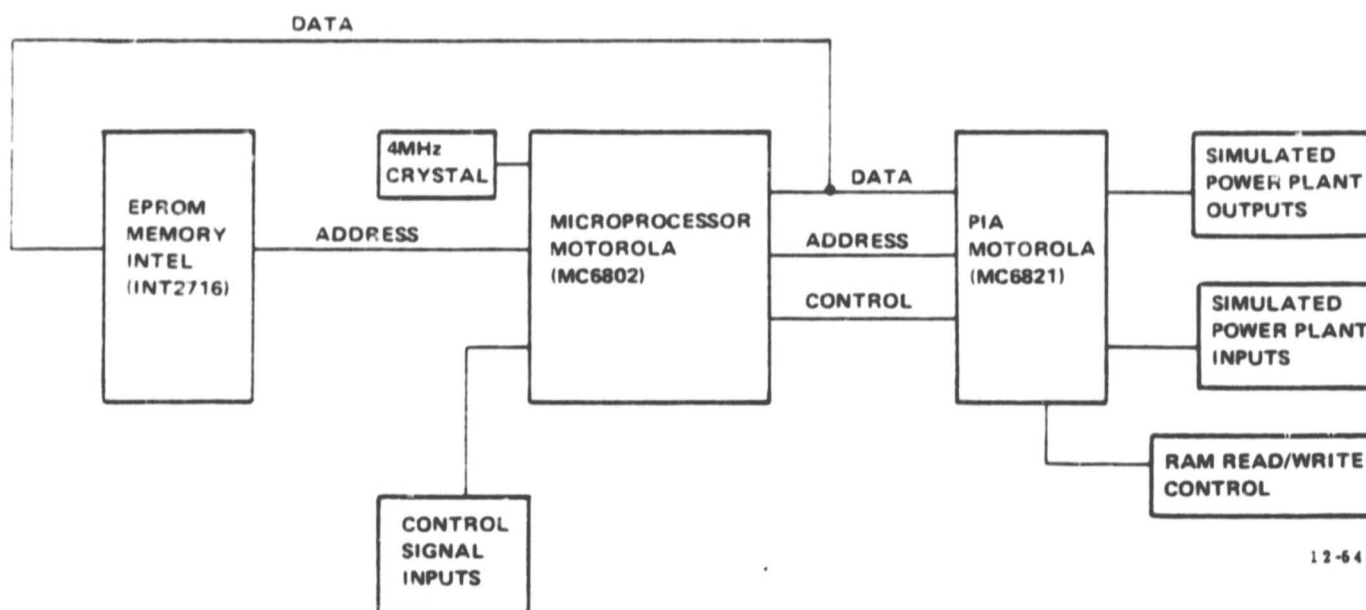 DATA
4MHz
CRYSTAL
EPROM
MEMORY
INTEL
(INT2716)
ADDRESS
MICROPROCESSOR
MOTOROLA
(MC6802)
DATA
ADDRESS
CONTROL
PIA
MOTOROLA
(MC6821)
SIMULATED
POWER PLANT
OUTPUTS
SIMULATED
POWER PLANT
INPUTS
RAM READ/WRITE
CONTROL
CONTROL
SIGNAL
INPUTS
12-64